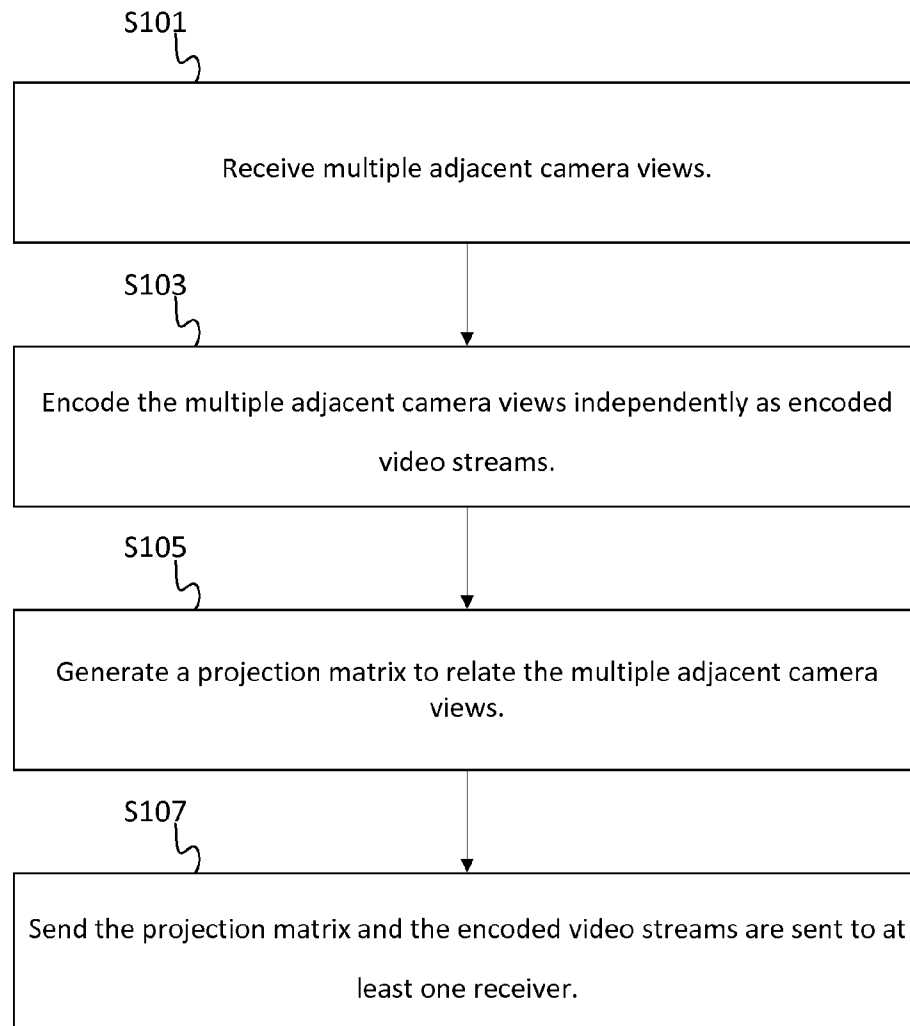 S101
Receive multiple adjacent camera views.
S103
Encode the multiple adjacent camera views independently as encoded
video streams.
S105
Generate a projection matrix to relate the multiple adjacent camera
views.
S107
Send the projection matrix and the encoded video streams are sent to at
least one receiver.